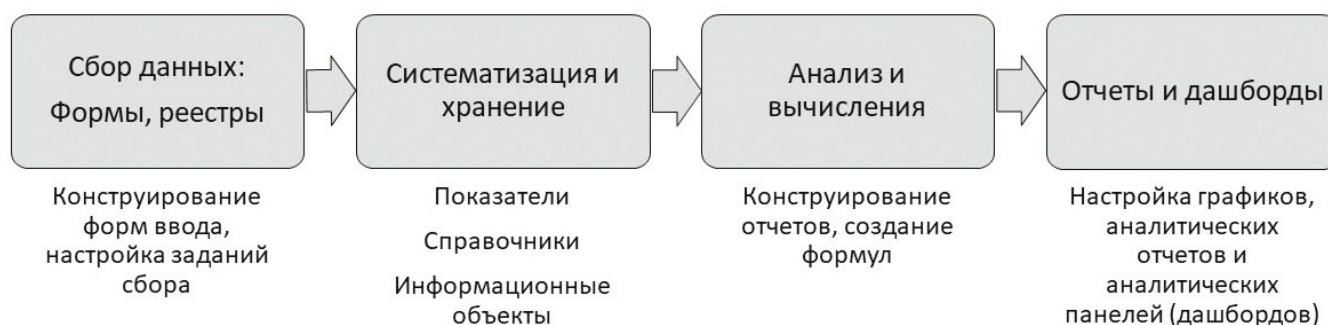 Сбор данных:
Формы, реестры
Конструирование
форм ввода,
настройка заданий
сбора
Систематизация и
хранение
Показатели
Справочники
Информационные
объекты
Анализ и
вычисления
Конструирование
отчетов, создание
формул
Отчеты и дашборды
Настройка графиков,
аналитических
отчетов и
аналитических
панелей (дашбордов)